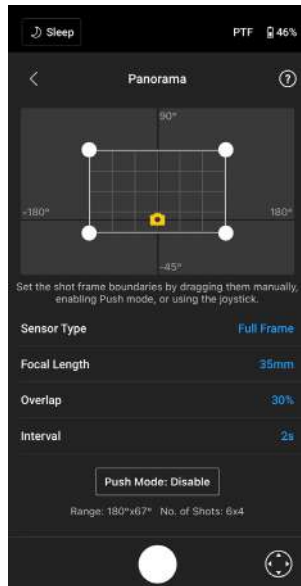 Sleep PTF 46%
Panorama ?
90°
-180° 180°
-45°
Set the shot frame boundaries by dragging them manually,
enabling Push mode, or using the joystick.
Sensor Type Full Frame
Focal Length 35mm
Overlap 30%
Interval 2s
Push Mode: Disable
Range: 180°x67° No. of Shots: 6x4